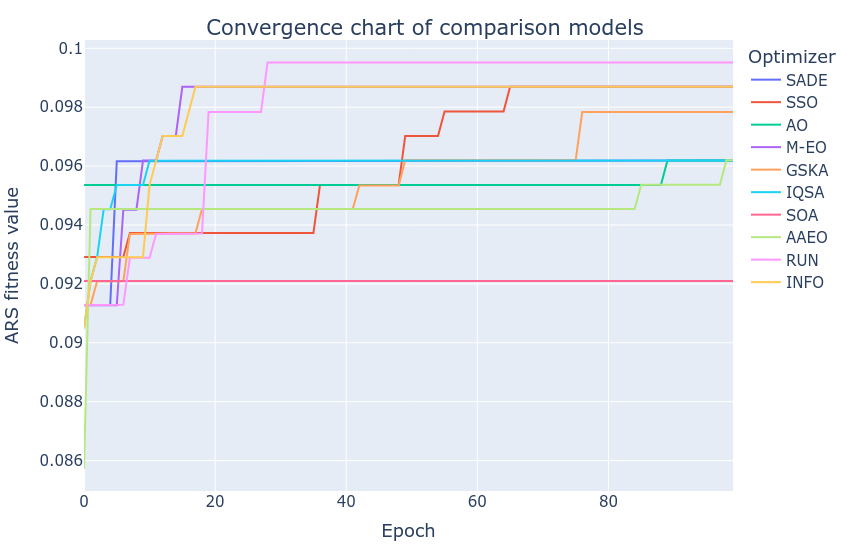 Convergence chart of comparison models
0.1
0.098
0.096
0.094
0.092
0.09
0.088
0.086
ARS fitness value
0
20
40
60
80
Epoch
Optimizer
SADE
SSO
AO
M-EO
GSKA
IQSA
SOA
AAEO
RUN
INFO